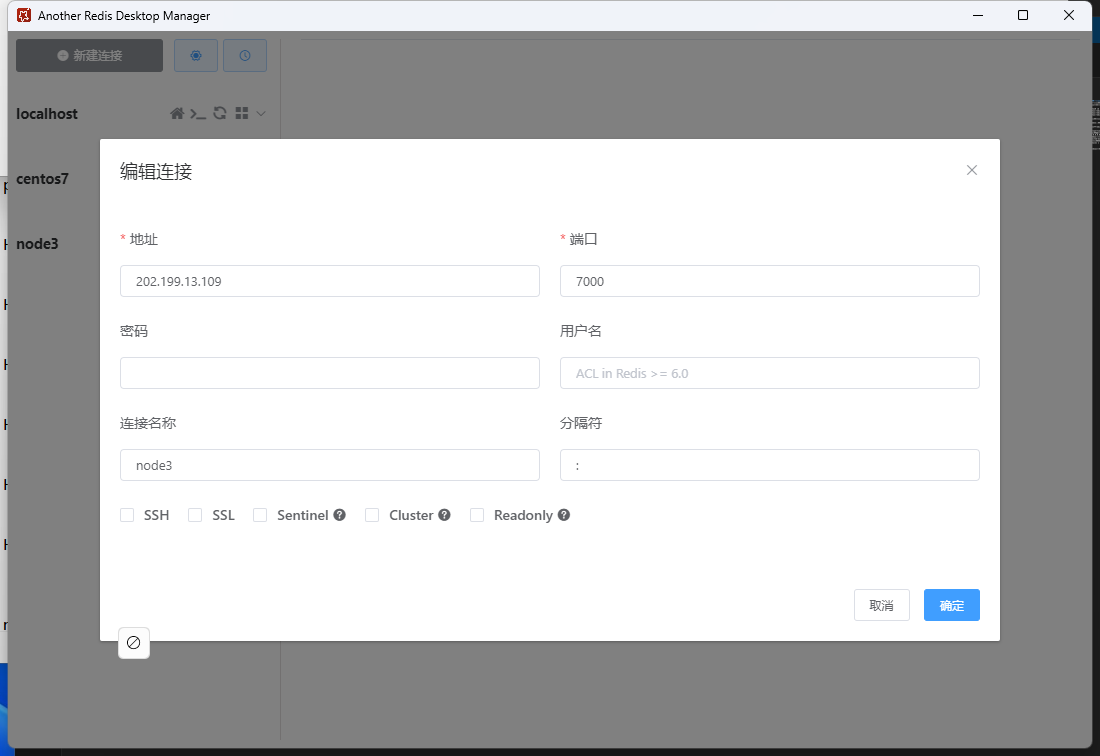 Another Redis Desktop Manager
新建连接
localhost
centos7
node3
编辑连接
* 地址
* 端口
202.199.13.109
7000
密码
用户名
ACL in Redis >= 6.0
连接名称
分隔符
node3
:
SSH SSL Sentinel ? Cluster ? Readonly ?
取消
确定